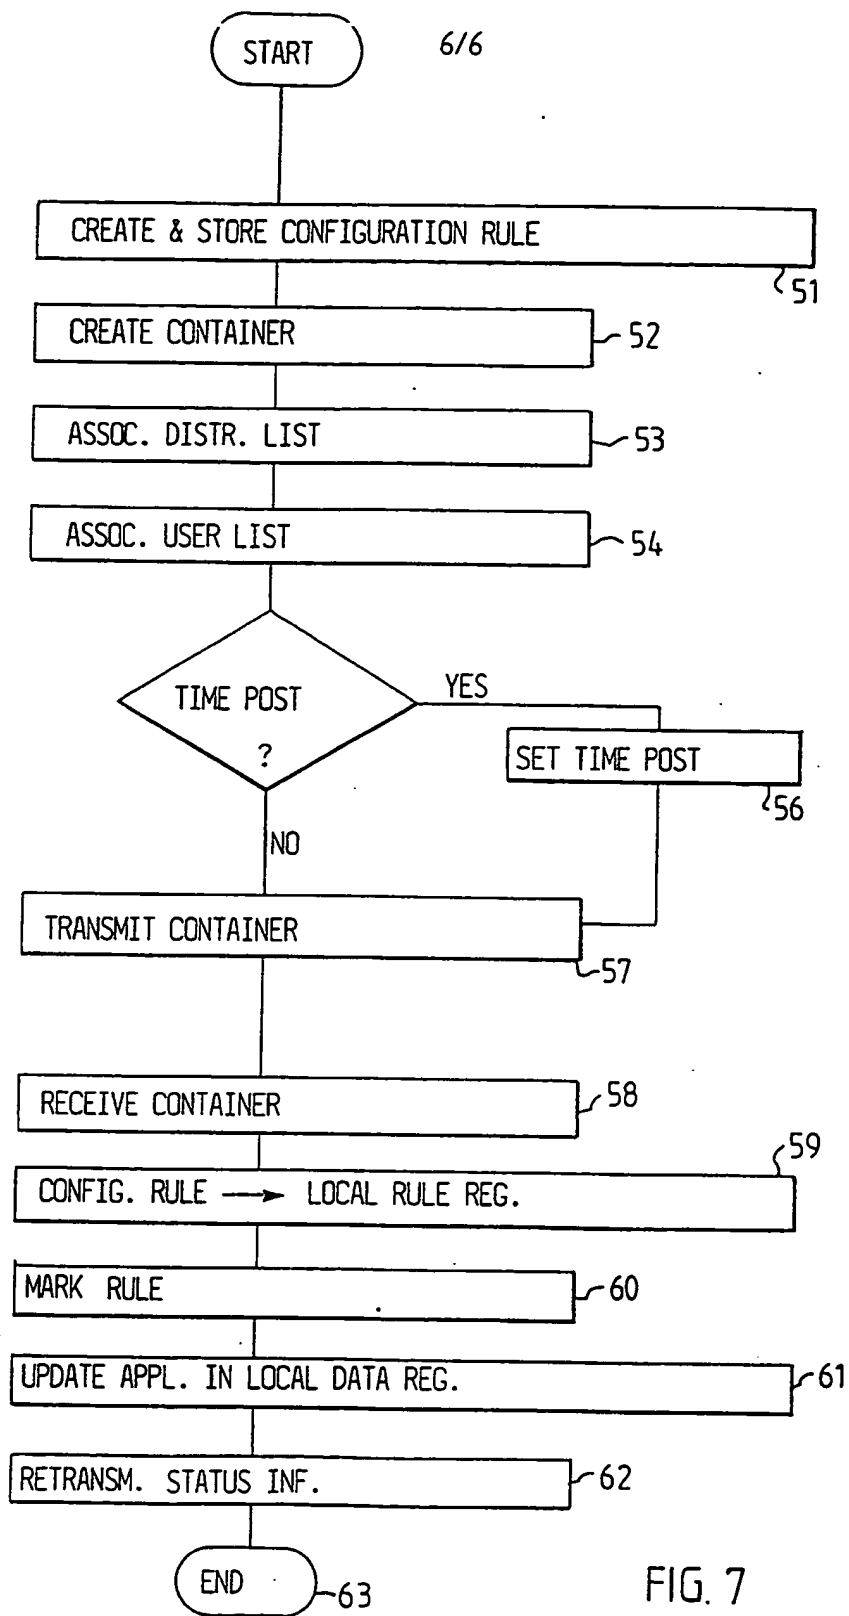 START
6/6
CREATE & STORE CONFIGURATION RULE
51
CREATE CONTAINER
52
ASSOC. DISTR. LIST
53
ASSOC. USER LIST
54
TIME POST
?
YES
SET TIME POST
56
NO
TRANSMIT CONTAINER
57
RECEIVE CONTAINER
58
59
CONFIG. RULE → LOCAL RULE REG.
MARK RULE
60
UPDATE APPL. IN LOCAL DATA REG.
61
RETRANSM. STATUS INF.
62
END
63
FIG. 7